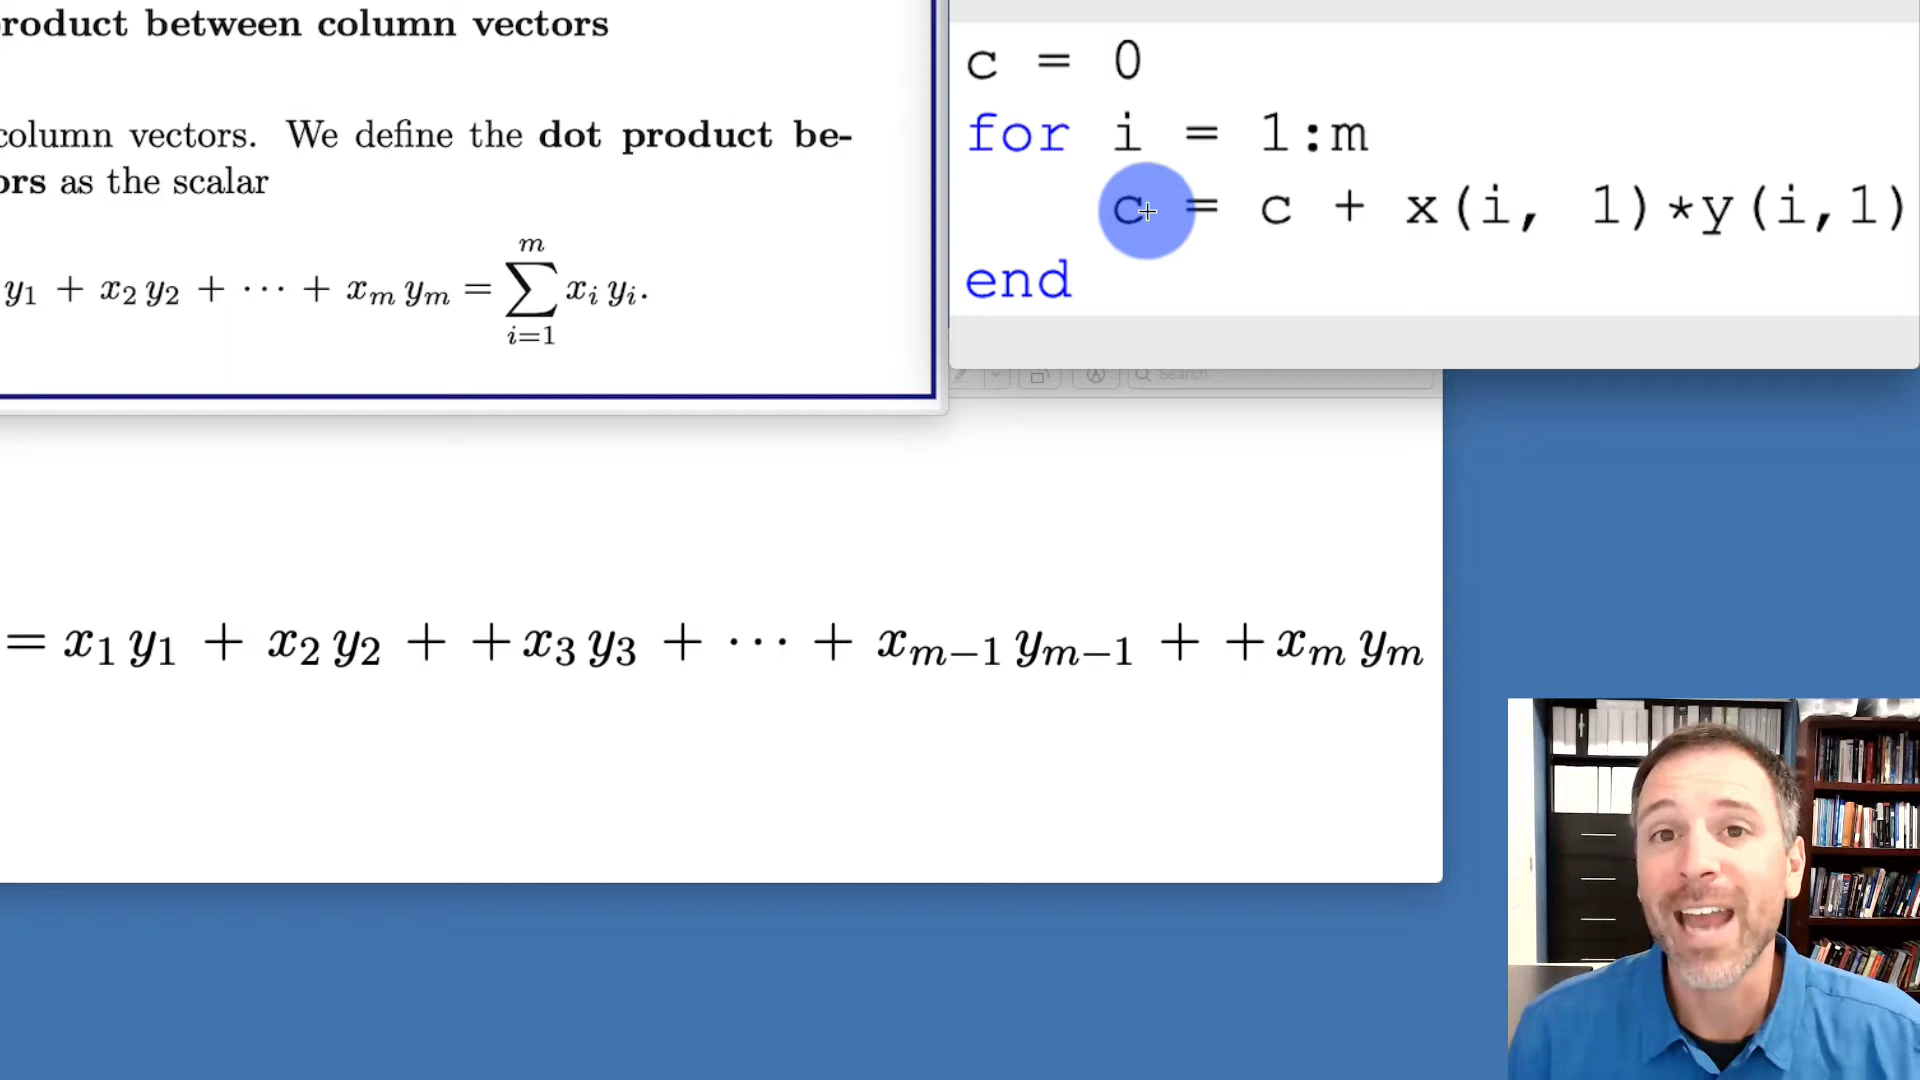 roduct between column vectors
column vectors. We define the dot product be-
ors as the scalar
y₁ + x₂ y₂ + ··· + xₘ yₘ = ∑ᵢ₌₁ᵐ xᵢ yᵢ.
c = 0
for i = 1:m
c = c + x(i, 1)*y(i,1)
end
Search
= x₁ y₁ + x₂ y₂ + +x₃ y₃ + ··· + xₘ₋₁ yₘ₋₁ + +xₘ yₘ